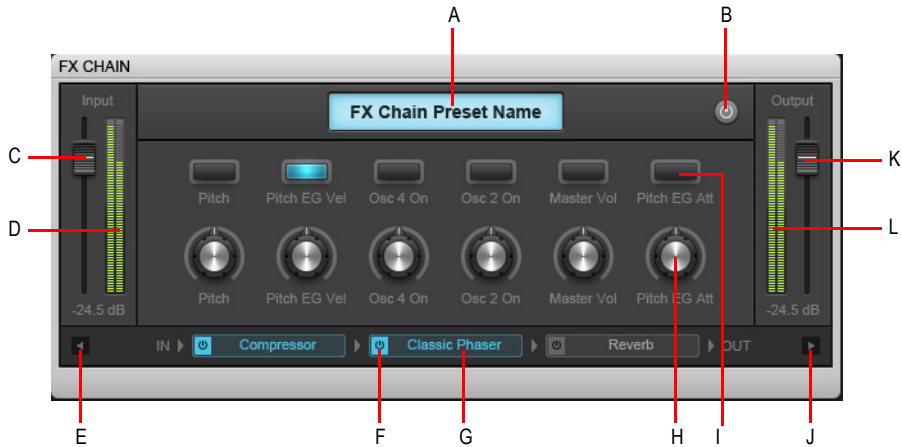 A
B
FX CHAIN
Input
FX Chain Preset Name
Output
C
K
Pitch
Pitch EG Vel
Osc 4 On
Osc 2 On
Master Vol
Pitch EG Att
D
L
Pitch
Pitch EG Vel
Osc 4 On
Osc 2 On
Master Vol
Pitch EG Att
-24.5 dB
-24.5 dB
IN
Compressor
Classic Phaser
Reverb
OUT
E
F
G
H
I
J